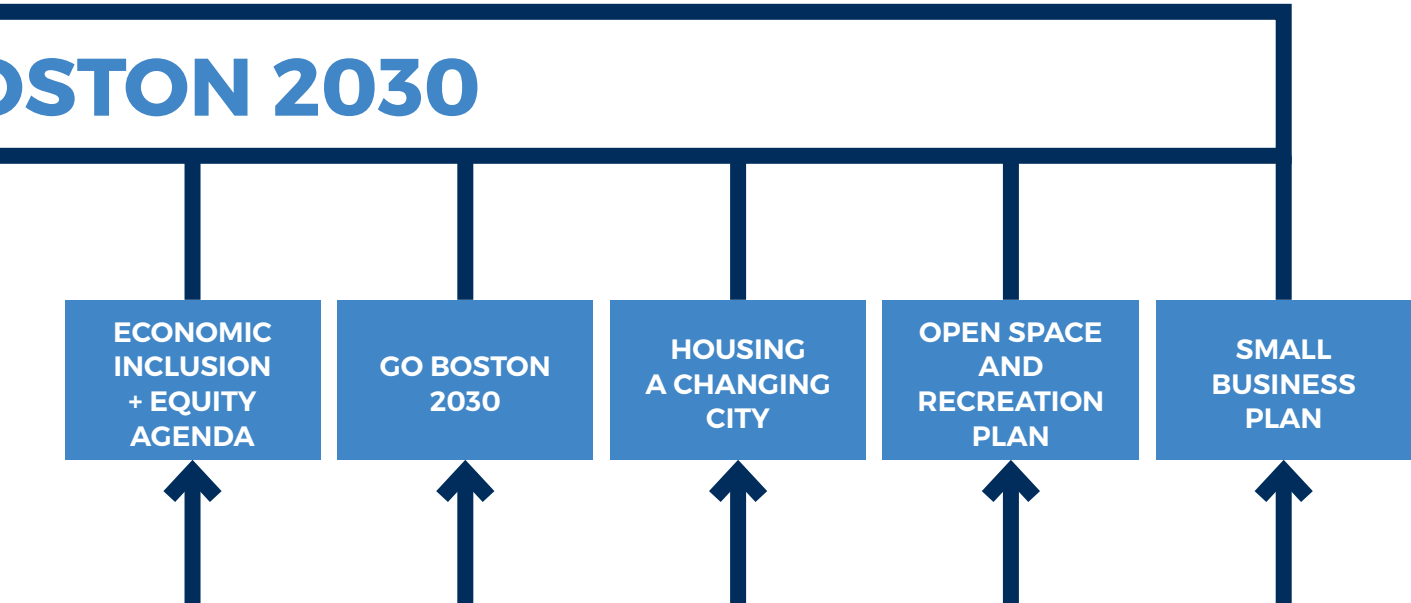 OSTON 2030
ECONOMIC
INCLUSION
+ EQUITY
AGENDA
GO BOSTON
2030
HOUSING
A CHANGING
CITY
OPEN SPACE
AND
RECREATION
PLAN
SMALL
BUSINESS
PLAN